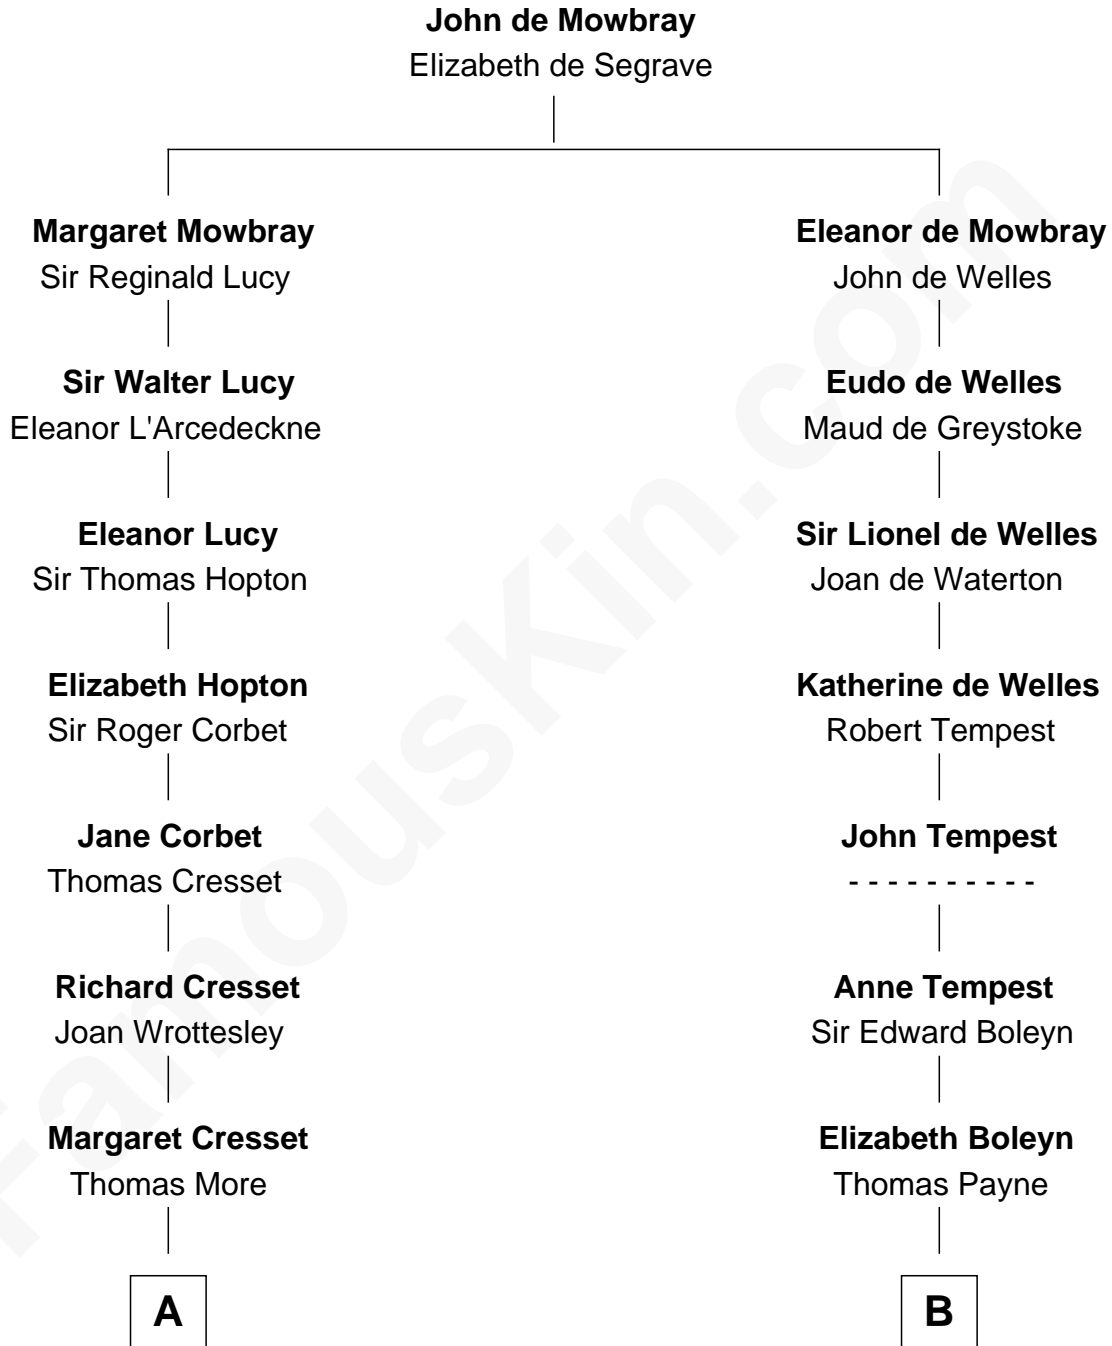 John de Mowbray
Elizabeth de Segrave
Margaret Mowbray
Sir Reginald Lucy
Eleanor de Mowbray
John de Welles
Sir Walter Lucy
Eleanor L'Arcedeckne
Eudo de Welles
Maud de Greystoke
Eleanor Lucy
Sir Thomas Hopton
Sir Lionel de Welles
Joan de Waterton
Elizabeth Hopton
Sir Roger Corbet
Katherine de Welles
Robert Tempest
Jane Corbet
Thomas Cresset
John Tempest
- - - - - - - - - -
Richard Cresset
Joan Wrottesley
Anne Tempest
Sir Edward Boleyn
Margaret Cresset
Thomas More
Elizabeth Boleyn
Thomas Payne
A
B
FamousKin.com